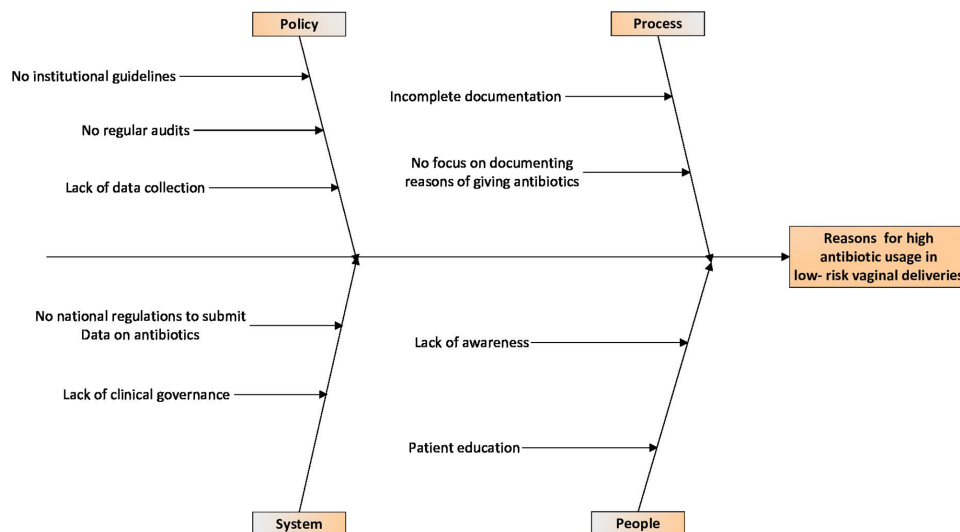 Policy
Process
No institutional guidelines
Incomplete documentation
No regular audits
No focus on documenting
reasons of giving antibiotics
Lack of data collection
Reasons for high
antibiotic usage in
low- risk vaginal deliveries
No national regulations to submit
Data on antibiotics
Lack of awareness
Lack of clinical governance
Patient education
System
People